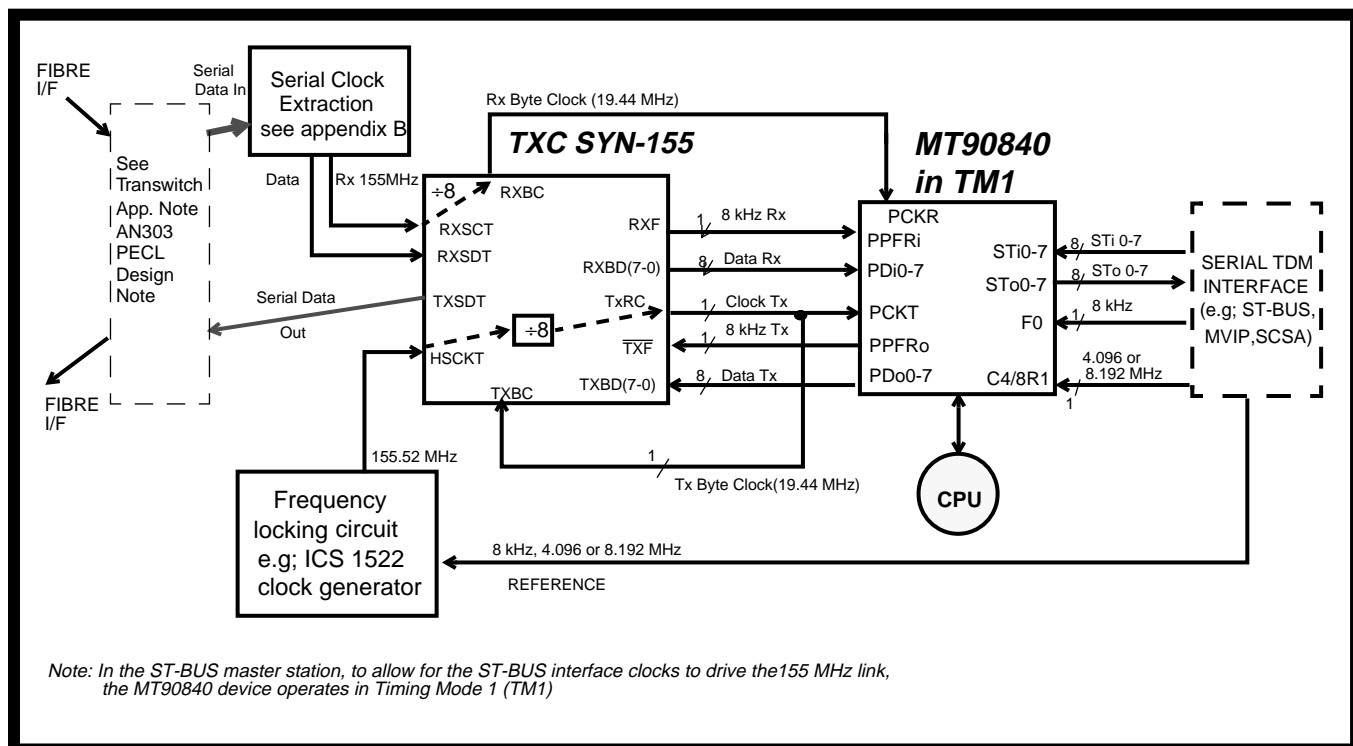 FIBRE
I/F
Serial
Data In
Serial Clock
Extraction
see appendix B
Rx Byte Clock (19.44 MHz)
TXC SYN-155
MT90840
in TM1
See
Transwitch
App. Note
AN303
PECL
Design
Note
Data
Rx 155MHz
÷8
RXBC
RXSCT
RXSDT
TXSDT
HSCKT
÷8
TXBC
RXF
RXBD(7-0)
TxRC
TXF
TXBD(7-0)
1
8 kHz Rx
8
Data Rx
1
Clock Tx
1
8 kHz Tx
8
Data Tx
PCKR
PPFRi
PDi0-7
PCKT
PPFRo
PDo0-7
STi0-7
STo0-7
F0
C4/8R1
8
STi 0-7
8
STo 0-7
1
8 kHz
4.096 or
8.192 MHz
1
SERIAL TDM
INTERFACE
(e.g; ST-BUS,
MVIP,SCSA)
Serial Data
Out
FIBRE
I/F
155.52 MHz
1
Tx Byte Clock(19.44 MHz)
CPU
Frequency
locking circuit
e.g; ICS 1522
clock generator
8 kHz, 4.096 or 8.192 MHz
REFERENCE
Note: In the ST-BUS master station, to allow for the ST-BUS interface clocks to drive the155 MHz link,
the MT90840 device operates in Timing Mode 1 (TM1)